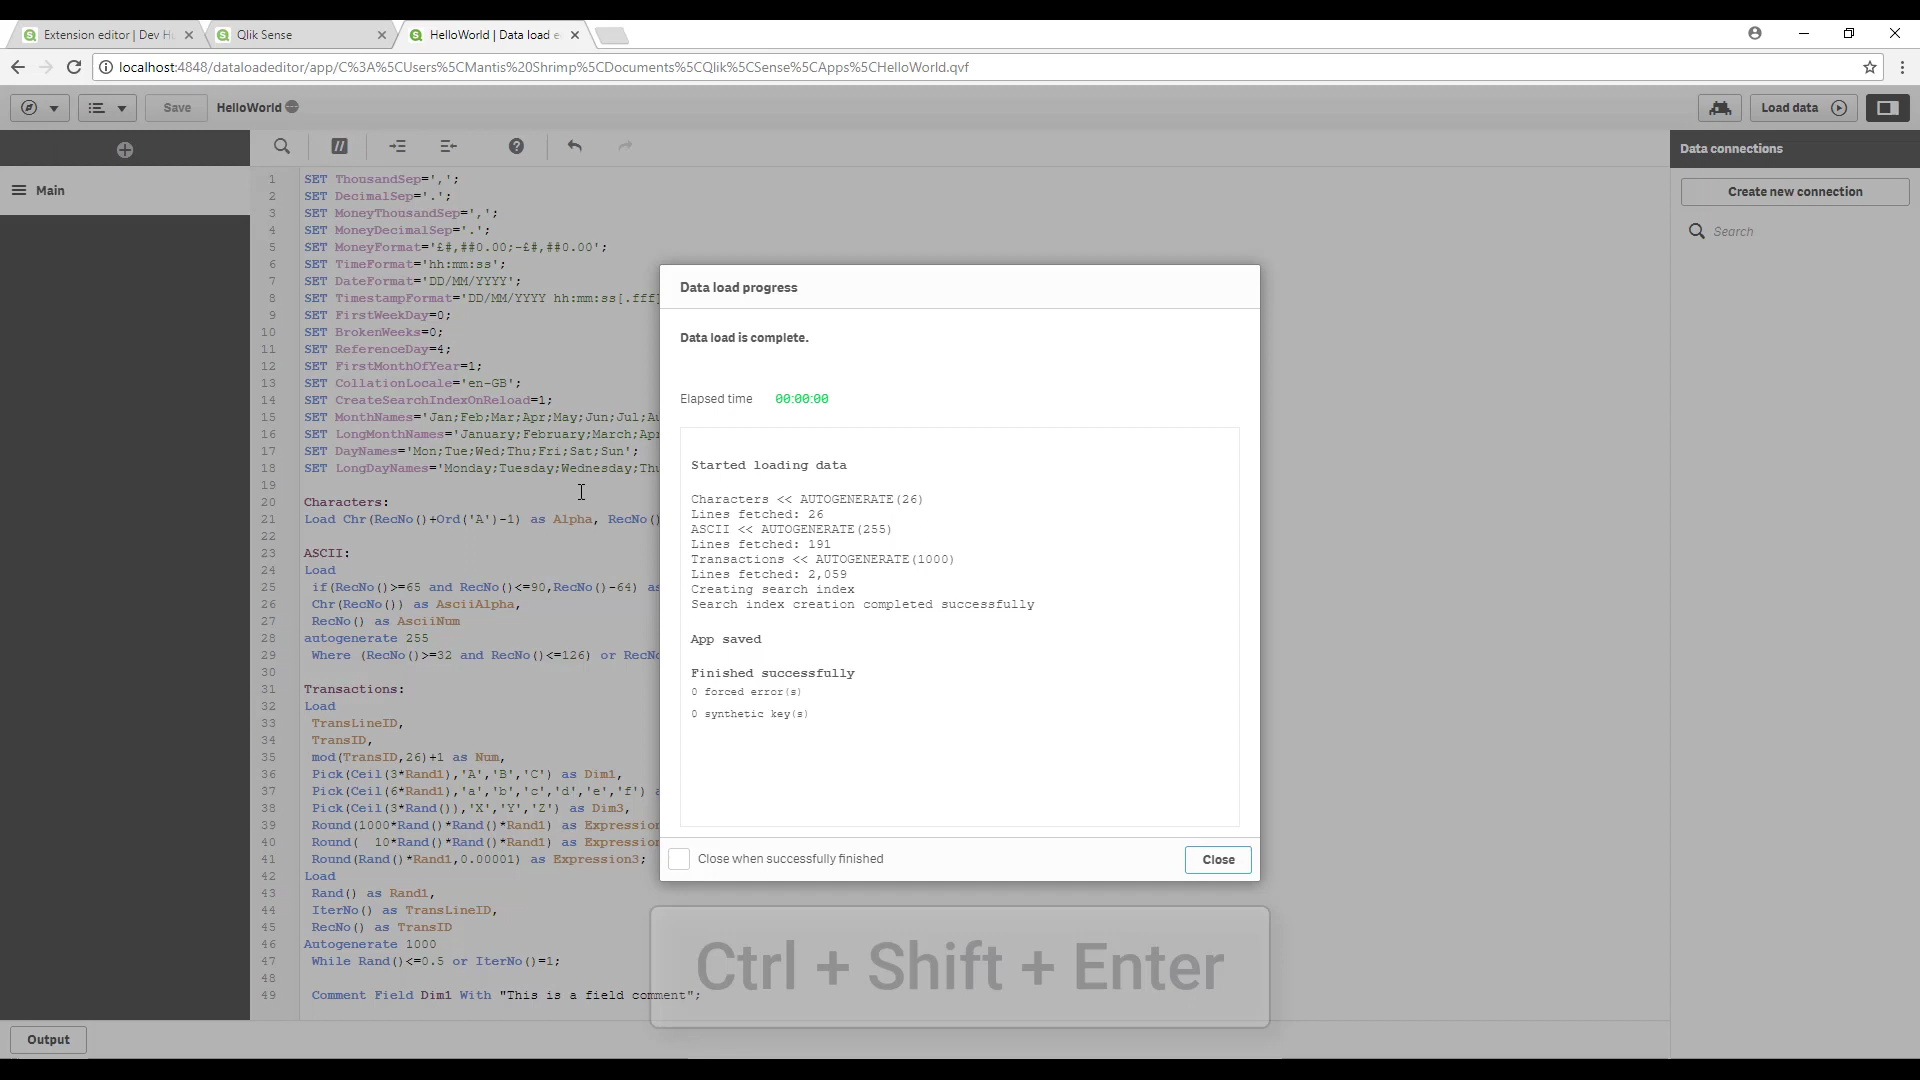 Extension editor | Dev H
Qlik Sense
HelloWorld | Data load e
localhost:4848/dataloadeditor/app/C%3A%5CUsers%5CMantis%20Shrimp%5CDocuments%5CQlik%5CSense%5CApps%5CHelloWorld.qvf
Save
HelloWorld
Load data
Data connections
Main
Create new connection
Search
1 SET ThousandSep=',';
2 SET DecimalSep='.';
3 SET MoneyThousandSep=',';
4 SET MoneyDecimalSep='.';
5 SET MoneyFormat='£#,##0.00;-£#,##0.00';
6 SET TimeFormat='hh:mm:ss';
7 SET DateFormat='DD/MM/YYYY';
8 SET TimestampFormat='DD/MM/YYYY hh:mm:ss[.fff]
9 SET FirstWeekDay=0;
10 SET BrokenWeeks=0;
11 SET ReferenceDay=4;
12 SET FirstMonthOfYear=1;
13 SET CollationLocale='en-GB';
14 SET CreateSearchIndexOnReload=1;
15 SET MonthNames='Jan;Feb;Mar;Apr;May;Jun;Jul;Au
16 SET LongMonthNames='January;February;March;Apr
17 SET DayNames='Mon;Tue;Wed;Thu;Fri;Sat;Sun';
18 SET LongDayNames='Monday;Tuesday;Wednesday;Thu
19
20 Characters:
21 Load Chr(RecNo()+Ord('A')-1) as Alpha, RecNo()
22
23 ASCII:
24 Load
25 if(RecNo()>=65 and RecNo()<=90,RecNo()-64) as
26 Chr(RecNo()) as AsciiAlpha,
27 RecNo() as AsciiNum
28 autogenerate 255
29 Where (RecNo()>=32 and RecNo()<=126) or RecNo
30
31 Transactions:
32 Load
33 TransLineID,
34 TransID,
35 mod(TransID,26)+1 as Num,
36 Pick(Ceil(3*Rand1),'A','B','C') as Dim1,
37 Pick(Ceil(6*Rand1),'a','b','c','d','e','f') a
38 Pick(Ceil(3*Rand()),'X','Y','Z') as Dim3,
39 Round(1000*Rand()*Rand()*Rand1) as Expression
40 Round( 10*Rand()*Rand()*Rand1) as Expression
41 Round(Rand()*Rand1,0.00001) as Expression3;
42 Load
43 Rand() as Rand1,
44 IterNo() as TransLineID,
45 RecNo() as TransID
46 Autogenerate 1000
47 While Rand()<=0.5 or IterNo()=1;
48
49 Comment Field Dim1 With "This is a field comment";
Data load progress
Data load is complete.
Elapsed time 00:00:00
Started loading data
Characters << AUTOGENERATE(26)
Lines fetched: 26
ASCII << AUTOGENERATE(255)
Lines fetched: 191
Transactions << AUTOGENERATE(1000)
Lines fetched: 2,059
Creating search index
Search index creation completed successfully
App saved
Finished successfully
0 forced error(s)
0 synthetic key(s)
Close when successfully finished
Close
Ctrl + Shift + Enter
Output